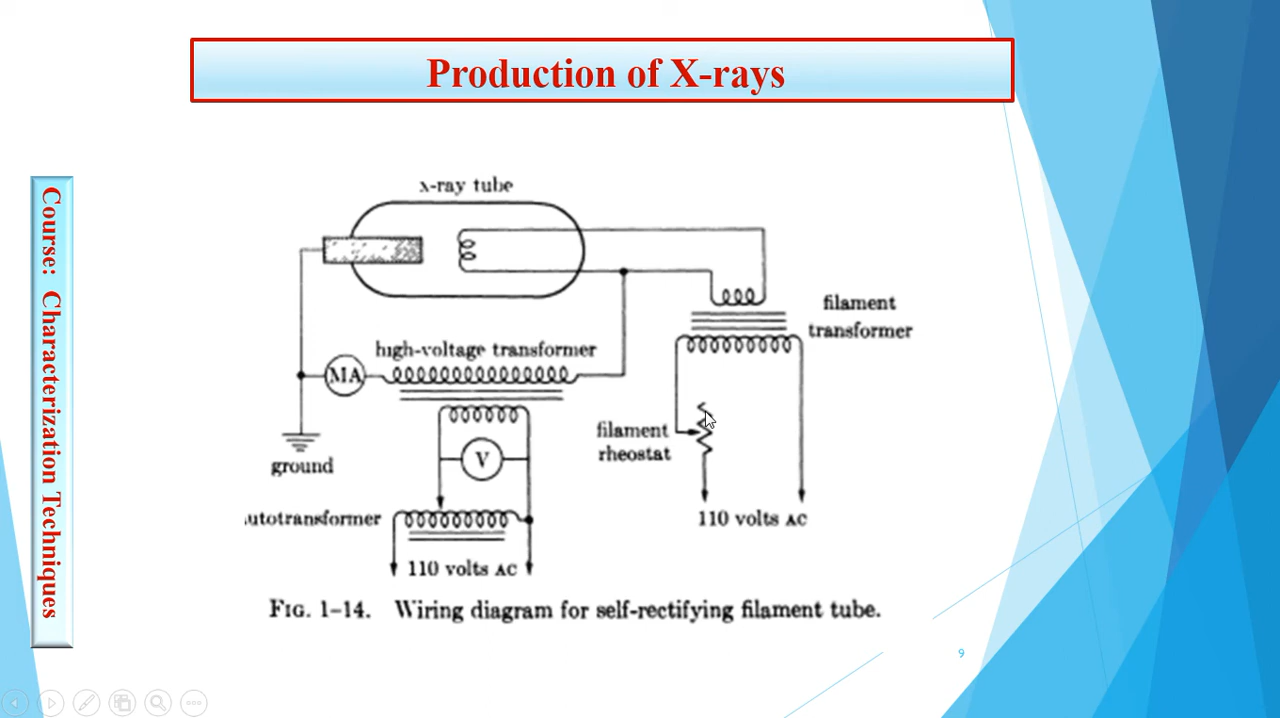 Production of X-rays
Course: Characterization Techniques
x-ray tube
filament
transformer
high-voltage transformer
MA
filament
rheostat
V
ground
utotransformer
110 volts AC
110 volts AC
FIG. 1-14. Wiring diagram for self-rectifying filament tube.
9